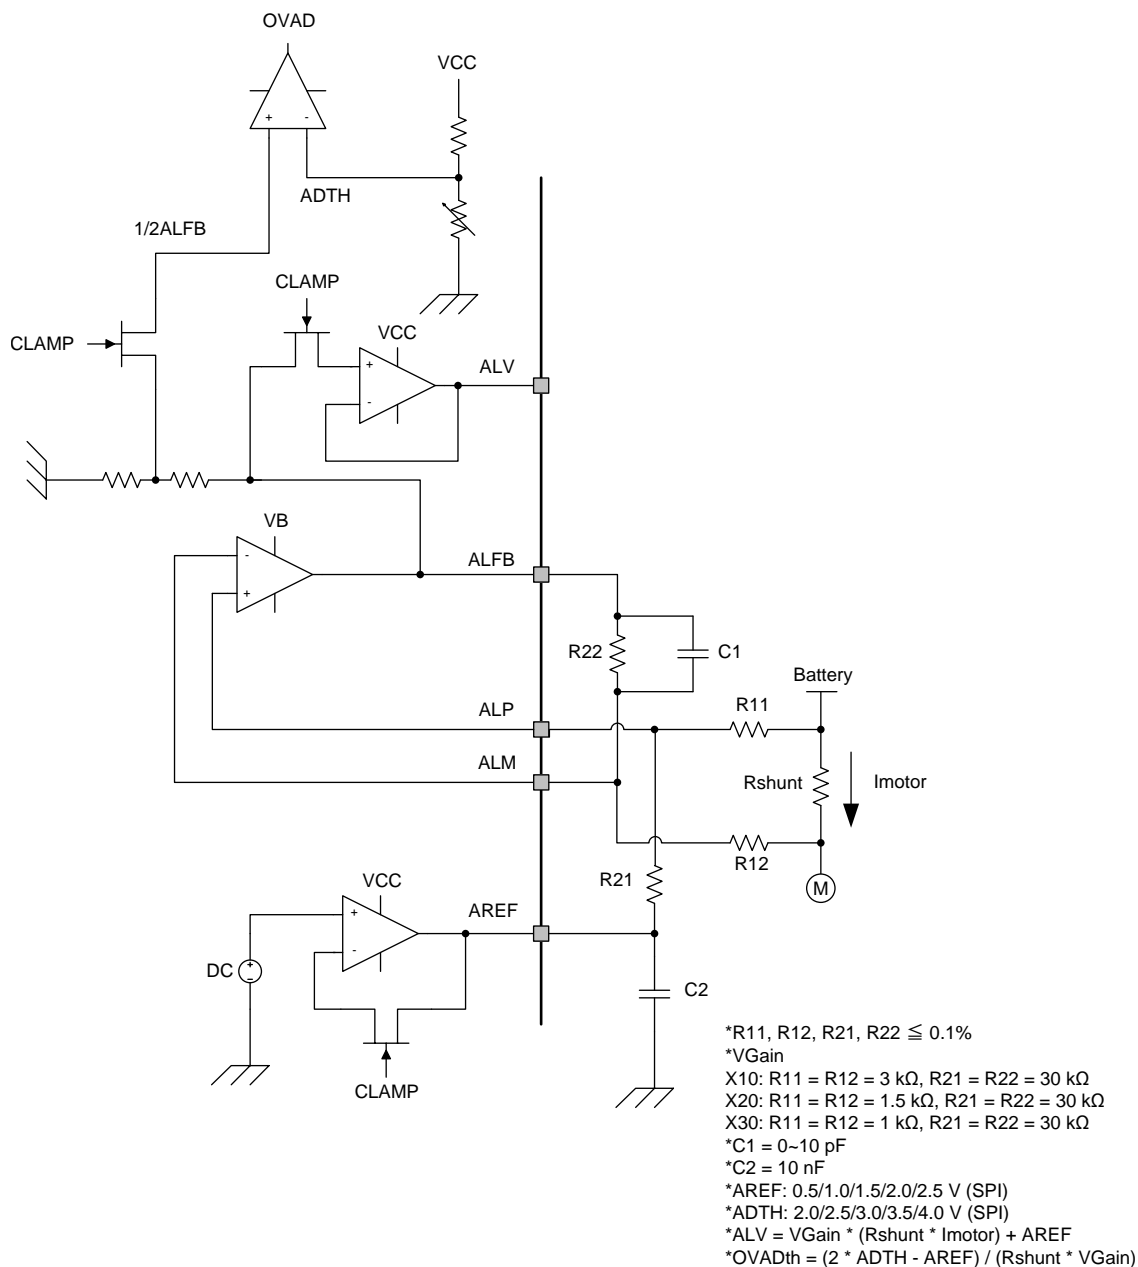 OVAD
VCC
+ -
ADTH
1/2ALFB
CLAMP
CLAMP
VCC
ALV
+
-
VB
ALFB
-
+
R22
C1
Battery
R11
ALP
ALM
Rshunt
Imotor
R12
R21
M
VCC
AREF
+
-
DC
+
-
C2
CLAMP
*R11, R12, R21, R22 ≦ 0.1%
*VGain
X10: R11 = R12 = 3 kΩ, R21 = R22 = 30 kΩ
X20: R11 = R12 = 1.5 kΩ, R21 = R22 = 30 kΩ
X30: R11 = R12 = 1 kΩ, R21 = R22 = 30 kΩ
*C1 = 0~10 pF
*C2 = 10 nF
*AREF: 0.5/1.0/1.5/2.0/2.5 V (SPI)
*ADTH: 2.0/2.5/3.0/3.5/4.0 V (SPI)
*ALV = VGain * (Rshunt * Imotor) + AREF
*OVADth = (2 * ADTH - AREF) / (Rshunt * VGain)